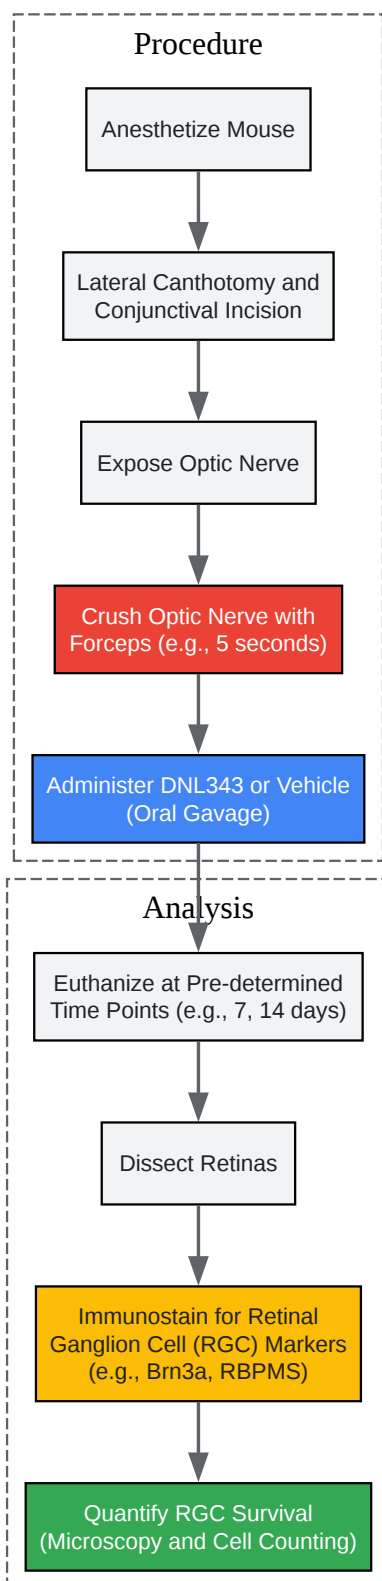 Procedure
Anesthetize Mouse
Lateral Canthotomy and
Conjunctival Incision
Expose Optic Nerve
Crush Optic Nerve with
Forceps (e.g., 5 seconds)
Administer DNL343 or Vehicle
(Oral Gavage)
Analysis
Euthanize at Pre-determined
Time Points (e.g., 7, 14 days)
Dissect Retinas
Immunostain for Retinal
Ganglion Cell (RGC) Markers
(e.g., Brn3a, RBPMS)
Quantify RGC Survival
(Microscopy and Cell Counting)